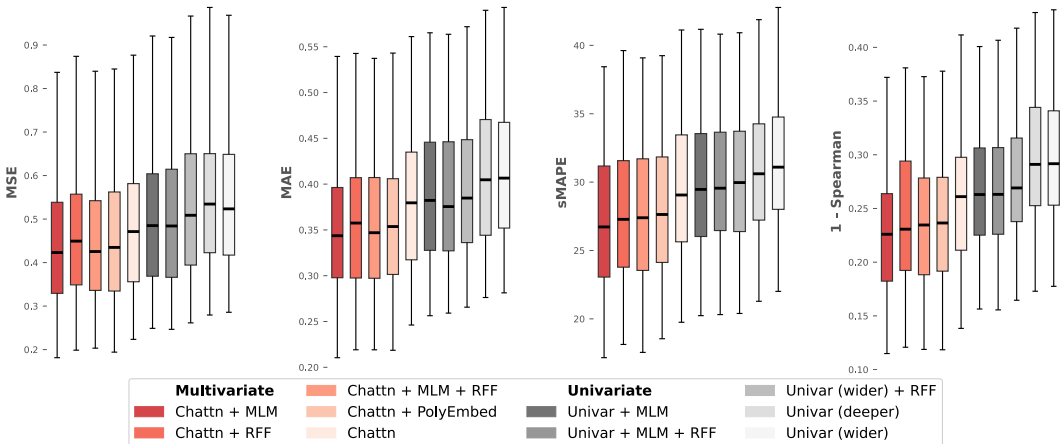 MSE
0.9
0.8
0.7
0.6
0.5
0.4
0.3
0.2
MAE
0.55
0.50
0.45
0.40
0.35
0.30
0.25
0.20
sMAPE
40
35
30
25
20
1 - Spearman
0.40
0.35
0.30
0.25
0.20
0.15
0.10
Multivariate
Chattn + MLM
Chattn + RFF
Chattn + MLM + RFF
Chattn + PolyEmbed
Chattn
Univariate
Univar + MLM
Univar + MLM + RFF
Univar (wider) + RFF
Univar (deeper)
Univar (wider)